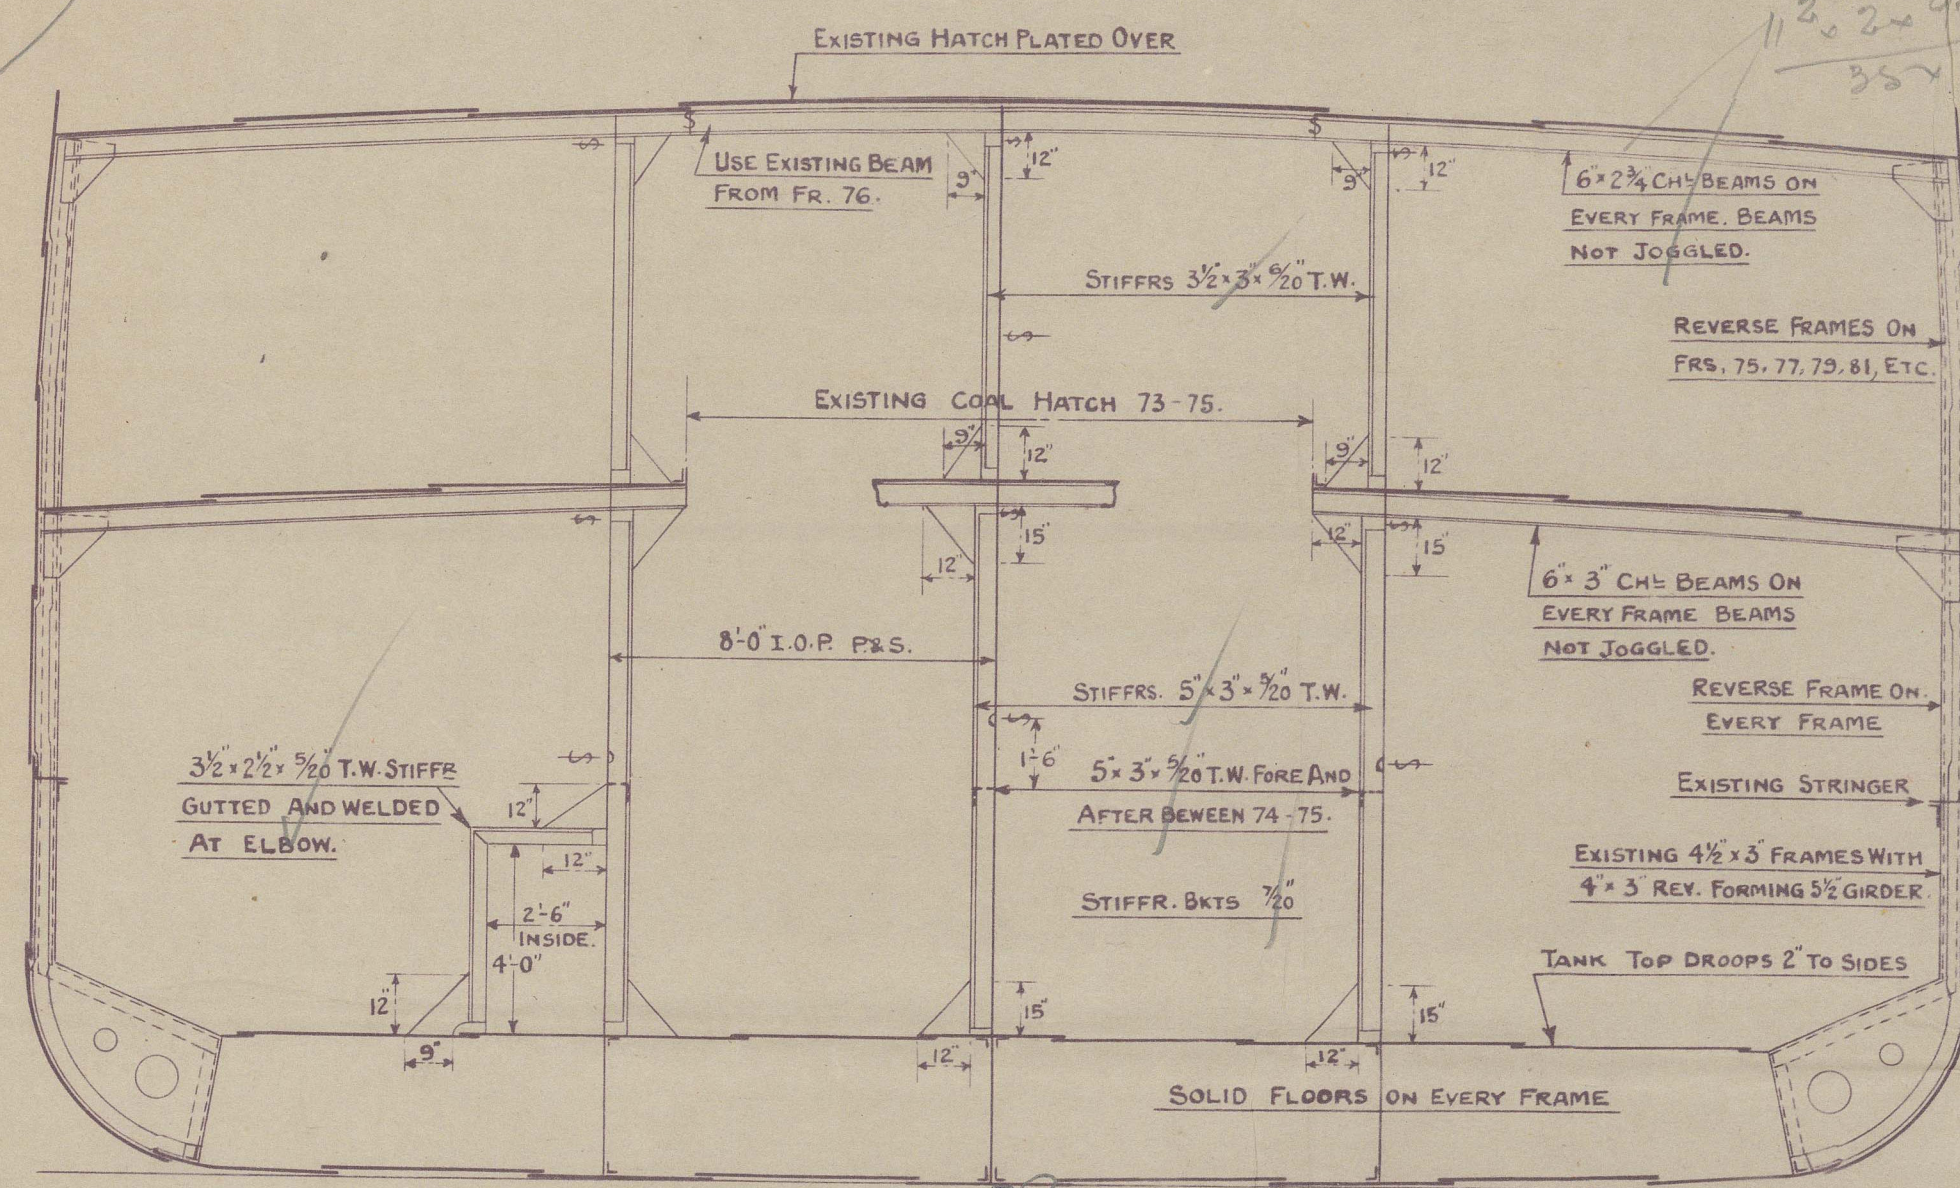 EXISTING HATCH PLATED OVER
11² × 2 ×
35 ×
USE EXISTING BEAM
FROM FR. 76.
9"
12"
9"
12"
6" × 2¾" CHL BEAMS ON
EVERY FRAME. BEAMS
NOT JOGGLED.
STIFFRS 3½" × 3" × 6/20" T.W.
REVERSE FRAMES ON
FRS, 75, 77, 79, 81, ETC.
EXISTING COAL HATCH 73-75.
9"
12"
9"
12"
15"
12"
12"
15"
6" × 3" CHL BEAMS ON
EVERY FRAME BEAMS
NOT JOGGLED.
8'-0" I.O.P. P.&S.
STIFFRS. 5" × 3" × 5/20" T.W.
REVERSE FRAME ON
EVERY FRAME
1'-6"
3½" × 2½" × 5/20" T.W. STIFFR
GUTTED AND WELDED
AT ELBOW.
12"
12"
5" × 3" × 5/20" T.W. FORE AND
AFTER BEWEEN 74-75.
EXISTING STRINGER
EXISTING 4½" × 3" FRAMES WITH
4" × 3" REV. FORMING 5½" GIRDER.
STIFFR. BKTS 7/20"
2'-6"
INSIDE.
4'-0"
TANK TOP DROOPS 2" TO SIDES
12"
9"
15"
12"
15"
12"
SOLID FLOORS ON EVERY FRAME